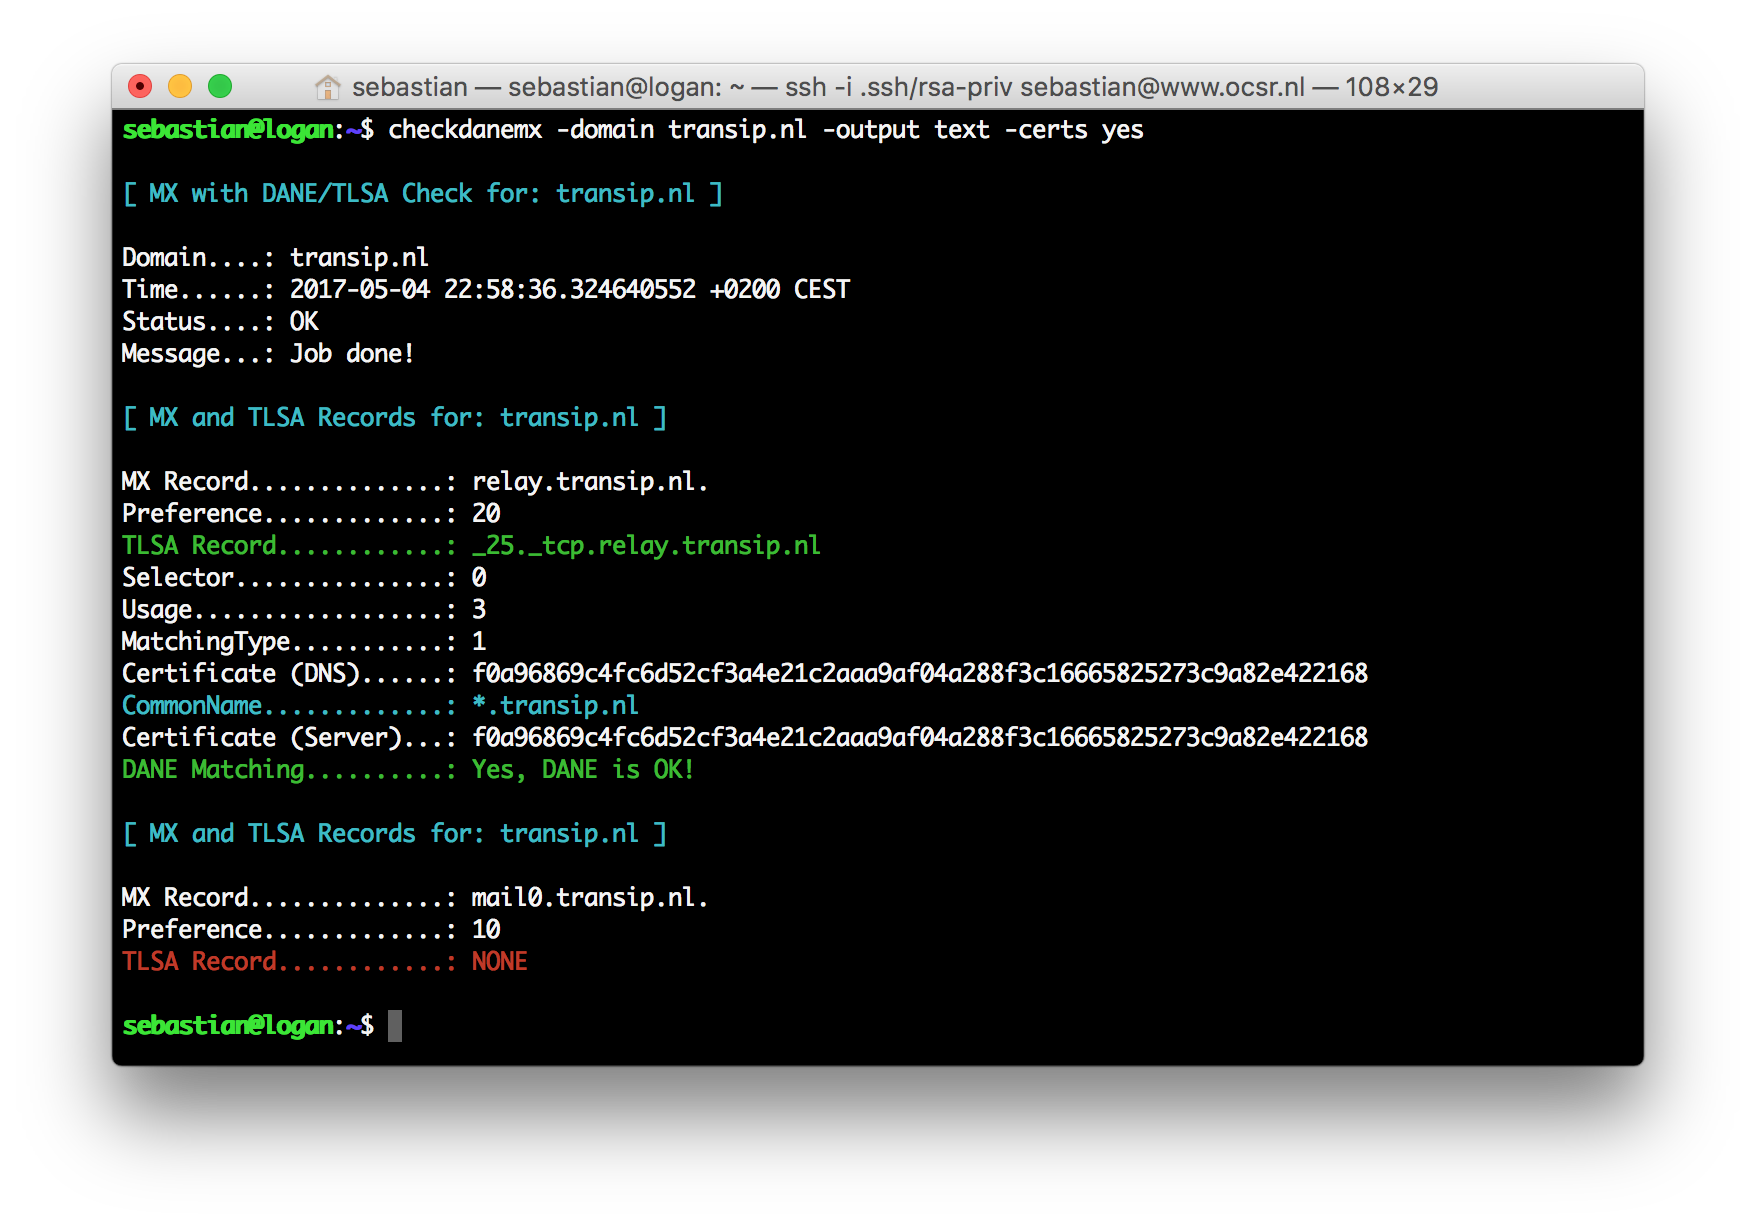 sebastian — sebastian@logan: ~ — ssh -i .ssh/rsa-priv sebastian@www.ocsr.nl — 108×29
sebastian@logan:~$ checkdanemx -domain transip.nl -output text -certs yes
[ MX with DANE/TLSA Check for: transip.nl ]
Domain....: transip.nl
Time......: 2017-05-04 22:58:36.324640552 +0200 CEST
Status....: OK
Message...: Job done!
[ MX and TLSA Records for: transip.nl ]
MX Record..............: relay.transip.nl.
Preference.............: 20
TLSA Record............: _25._tcp.relay.transip.nl
Selector...............: 0
Usage..................: 3
MatchingType...........: 1
Certificate (DNS)......: f0a96869c4fc6d52cf3a4e21c2aaa9af04a288f3c16665825273c9a82e422168
CommonName.............: *.transip.nl
Certificate (Server)...: f0a96869c4fc6d52cf3a4e21c2aaa9af04a288f3c16665825273c9a82e422168
DANE Matching..........: Yes, DANE is OK!
[ MX and TLSA Records for: transip.nl ]
MX Record..............: mail0.transip.nl.
Preference.............: 10
TLSA Record............: NONE
sebastian@logan:~$